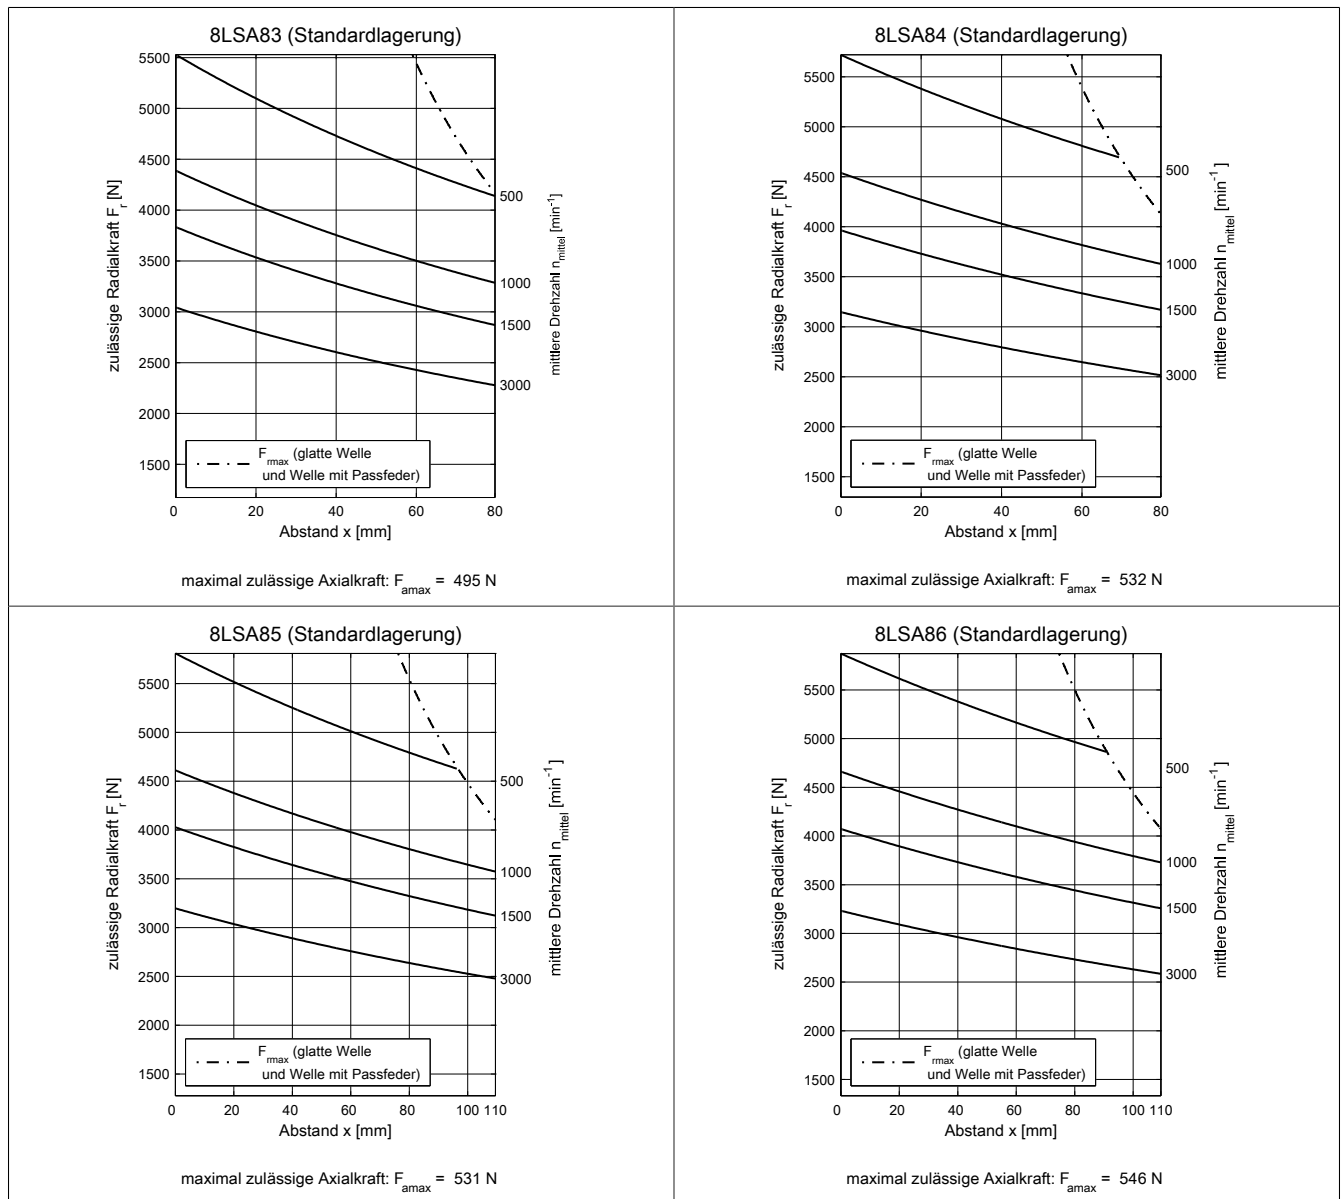 8LSA83 (Standardlagerung)
zulässige Radialkraft F_r [N]
5500
5000
4500
4000
3500
3000
2500
2000
1500
500
1000
1500
3000
mittlere Drehzahl n_mittel [min^-1]
F_rmax (glatte Welle
und Welle mit Passfeder)
0 20 40 60 80
Abstand x [mm]
maximal zulässige Axialkraft: F_amax = 495 N
8LSA84 (Standardlagerung)
zulässige Radialkraft F_r [N]
5500
5000
4500
4000
3500
3000
2500
2000
1500
500
1000
1500
3000
mittlere Drehzahl n_mittel [min^-1]
F_rmax (glatte Welle
und Welle mit Passfeder)
0 20 40 60 80
Abstand x [mm]
maximal zulässige Axialkraft: F_amax = 532 N
8LSA85 (Standardlagerung)
zulässige Radialkraft F_r [N]
5500
5000
4500
4000
3500
3000
2500
2000
1500
500
1000
1500
3000
mittlere Drehzahl n_mittel [min^-1]
F_rmax (glatte Welle
und Welle mit Passfeder)
0 20 40 60 80 100 110
Abstand x [mm]
maximal zulässige Axialkraft: F_amax = 531 N
8LSA86 (Standardlagerung)
zulässige Radialkraft F_r [N]
5500
5000
4500
4000
3500
3000
2500
2000
1500
500
1000
1500
3000
mittlere Drehzahl n_mittel [min^-1]
F_rmax (glatte Welle
und Welle mit Passfeder)
0 20 40 60 80 100 110
Abstand x [mm]
maximal zulässige Axialkraft: F_amax = 546 N